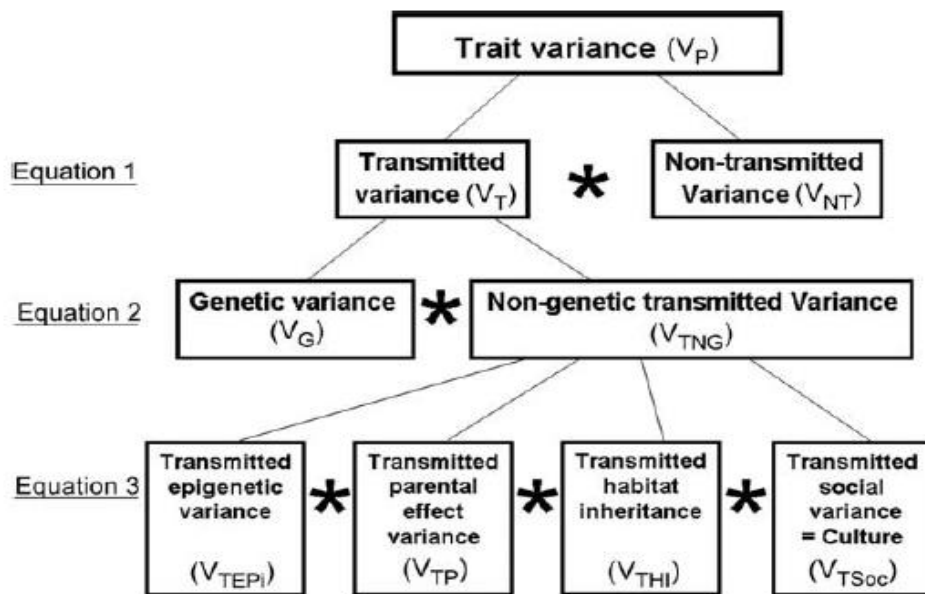 Trait variance (VP)
Equation 1
Transmitted
variance (VT)
*
Non-transmitted
Variance (VNT)
Equation 2
Genetic variance
(VG)
*
Non-genetic transmitted Variance
(VTNG)
Equation 3
Transmitted
epigenetic
variance
(VTEPi)
*
Transmitted
parental
effect
variance
(VTP)
*
Transmitted
habitat
inheritance
(VTHI)
*
Transmitted
social
variance
= Culture
(VTSoc)